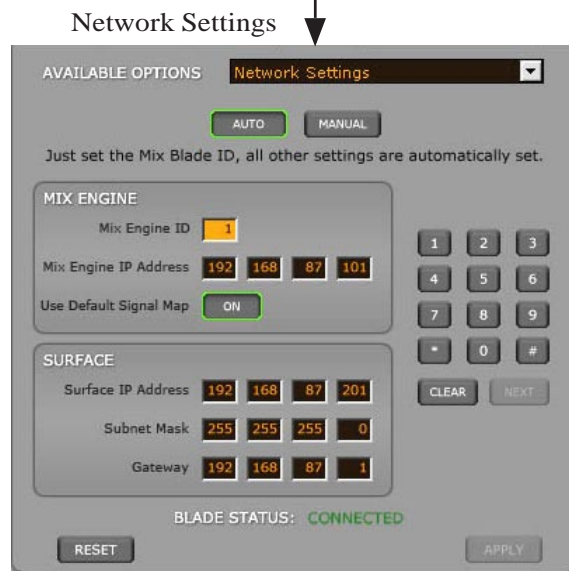 Network Settings
AVAILABLE OPTIONS Network Settings
AUTO MANUAL
Just set the Mix Blade ID, all other settings are automatically set.
MIX ENGINE
Mix Engine ID 1
Mix Engine IP Address 192 168 87 101
Use Default Signal Map ON
1 2 3
4 5 6
7 8 9
* 0 #
CLEAR NEXT
SURFACE
Surface IP Address 192 168 87 201
Subnet Mask 255 255 255 0
Gateway 192 168 87 1
BLADE STATUS: CONNECTED
RESET APPLY